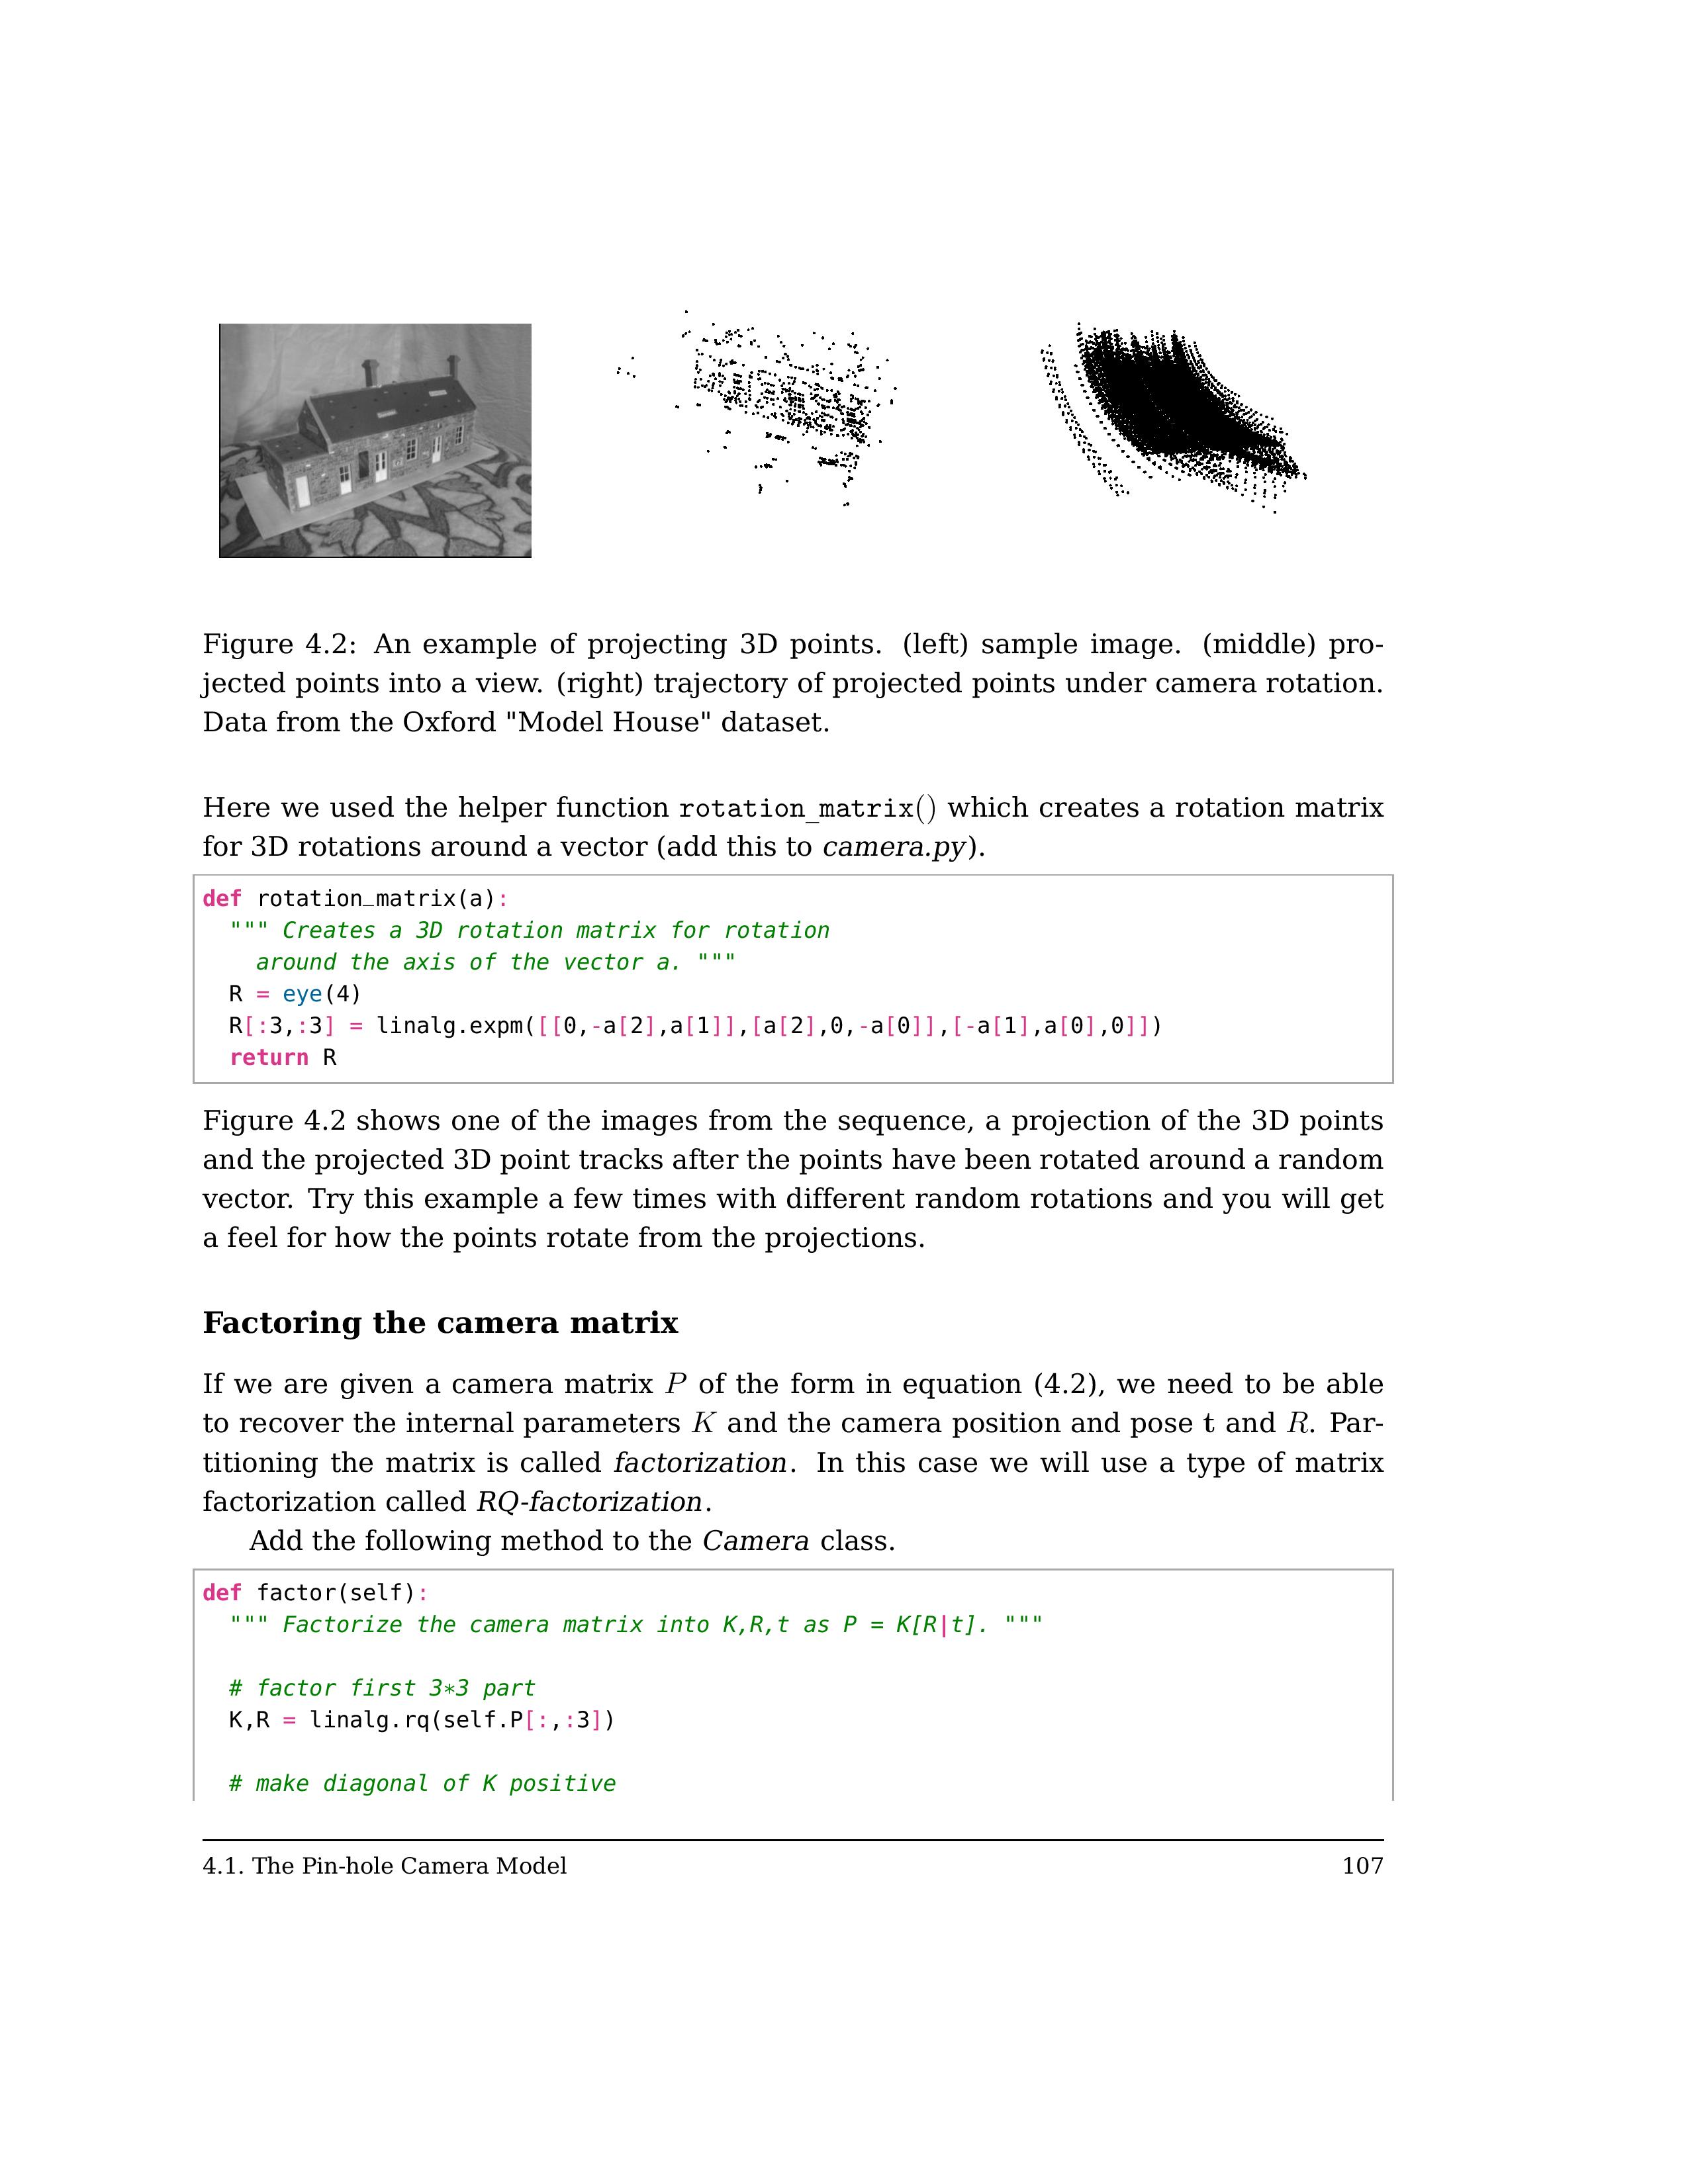 Figure 4.2: An example of projecting 3D points. (left) sample image. (middle) pro-
jected points into a view. (right) trajectory of projected points under camera rotation.
Data from the Oxford "Model House" dataset.
Here we used the helper function rotation_matrix() which creates a rotation matrix
for 3D rotations around a vector (add this to camera.py).
def rotation_matrix(a):
  """ Creates a 3D rotation matrix for rotation
    around the axis of the vector a. """
  R = eye(4)
  R[:3,:3] = linalg.expm([[0,-a[2],a[1]],[a[2],0,-a[0]],[-a[1],a[0],0]])
  return R
Figure 4.2 shows one of the images from the sequence, a projection of the 3D points
and the projected 3D point tracks after the points have been rotated around a random
vector. Try this example a few times with different random rotations and you will get
a feel for how the points rotate from the projections.
Factoring the camera matrix
If we are given a camera matrix P of the form in equation (4.2), we need to be able
to recover the internal parameters K and the camera position and pose t and R. Par-
titioning the matrix is called factorization. In this case we will use a type of matrix
factorization called RQ-factorization.
Add the following method to the Camera class.
def factor(self):
  """ Factorize the camera matrix into K,R,t as P = K[R|t]. """
  # factor first 3*3 part
  K,R = linalg.rq(self.P[:,:3])
  # make diagonal of K positive
4.1. The Pin-hole Camera Model 107